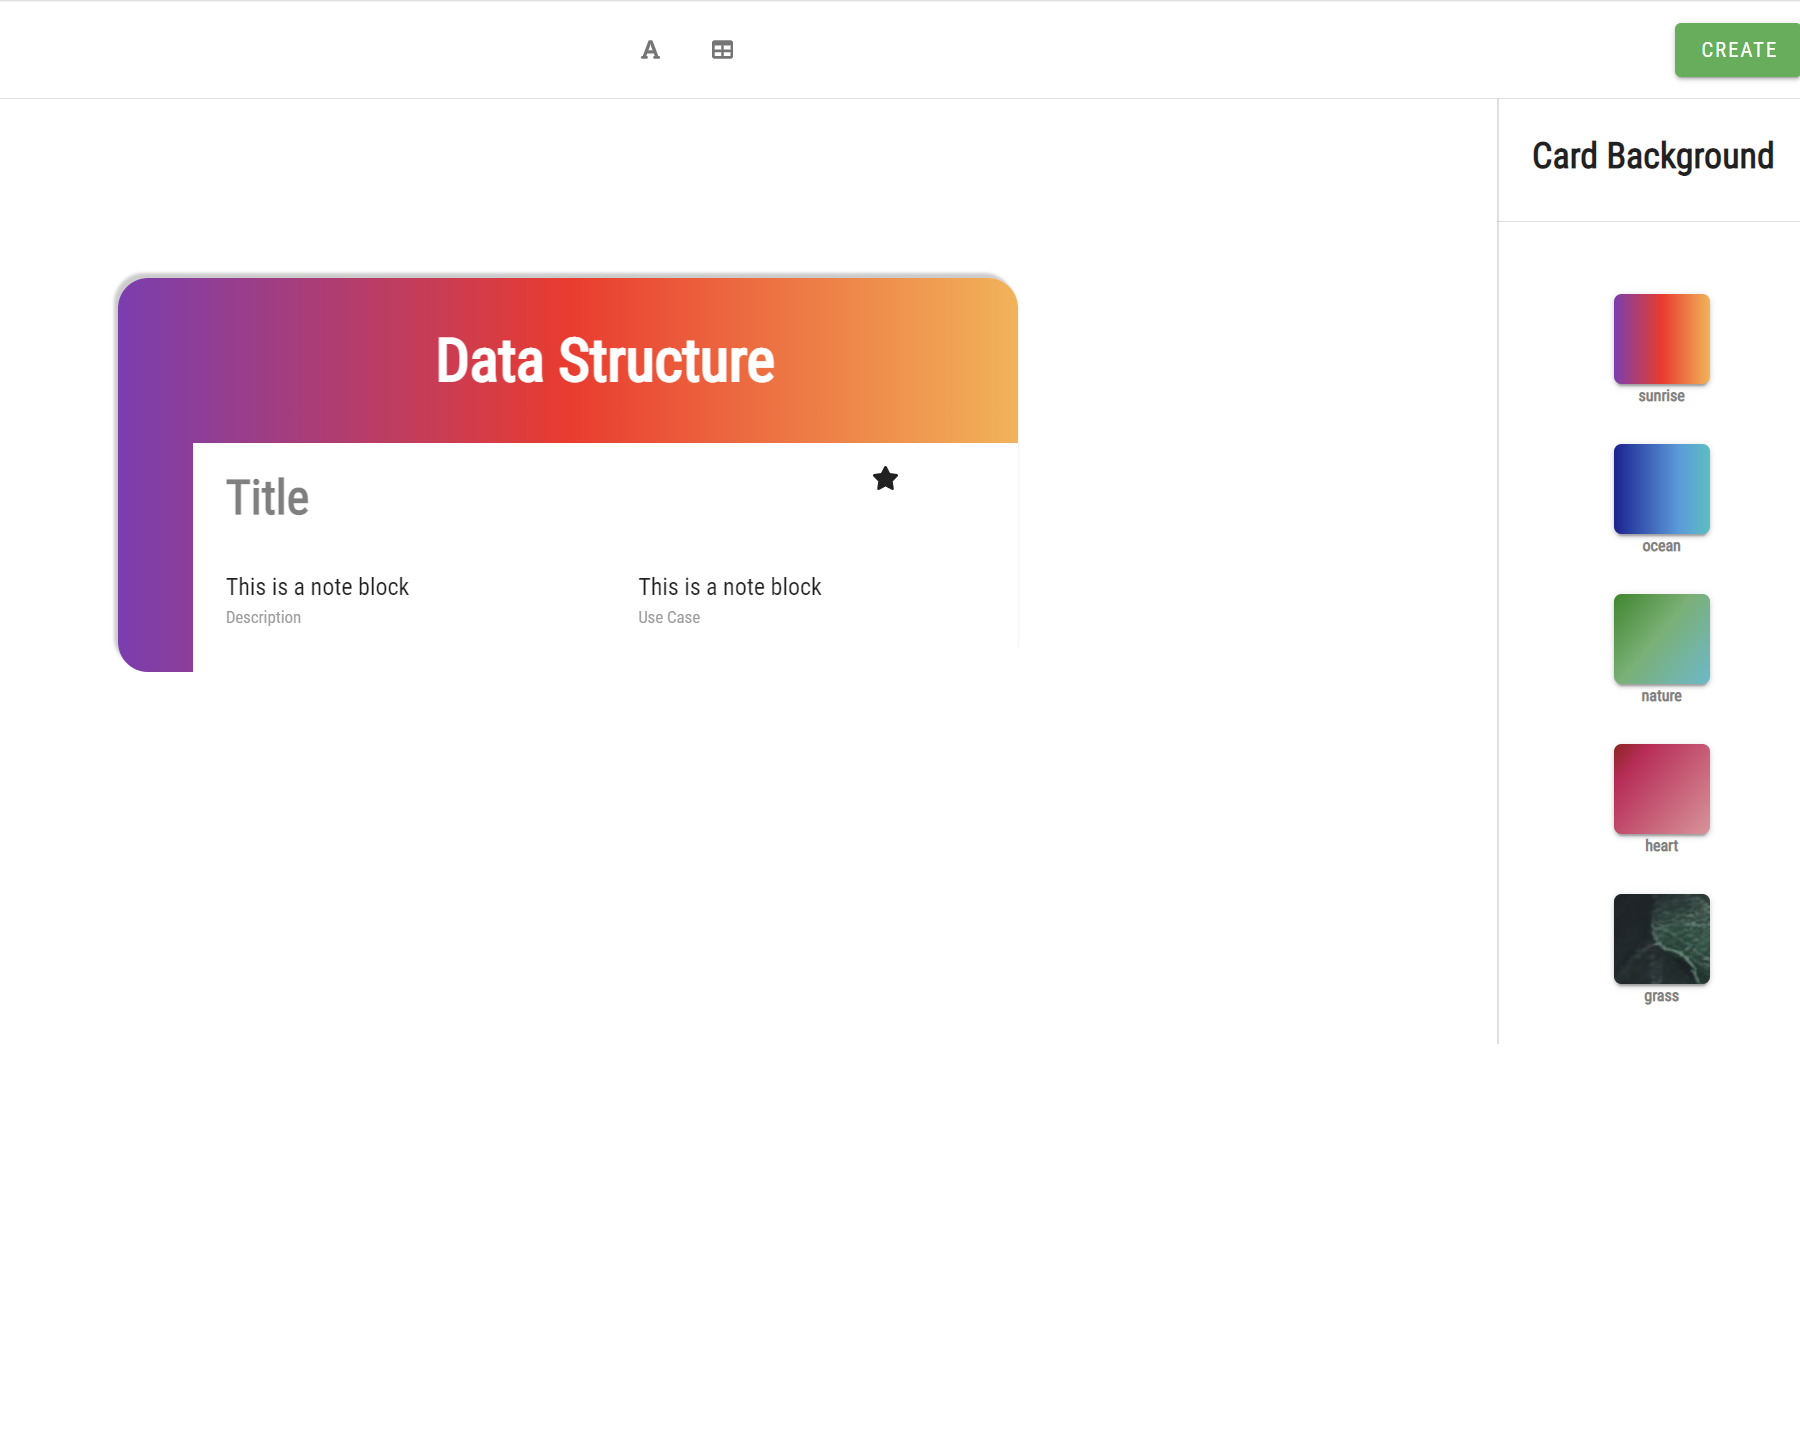 A
CREATE
Card Background
Data Structure
Title
This is a note block
Description
This is a note block
Use Case
sunrise
ocean
nature
heart
grass